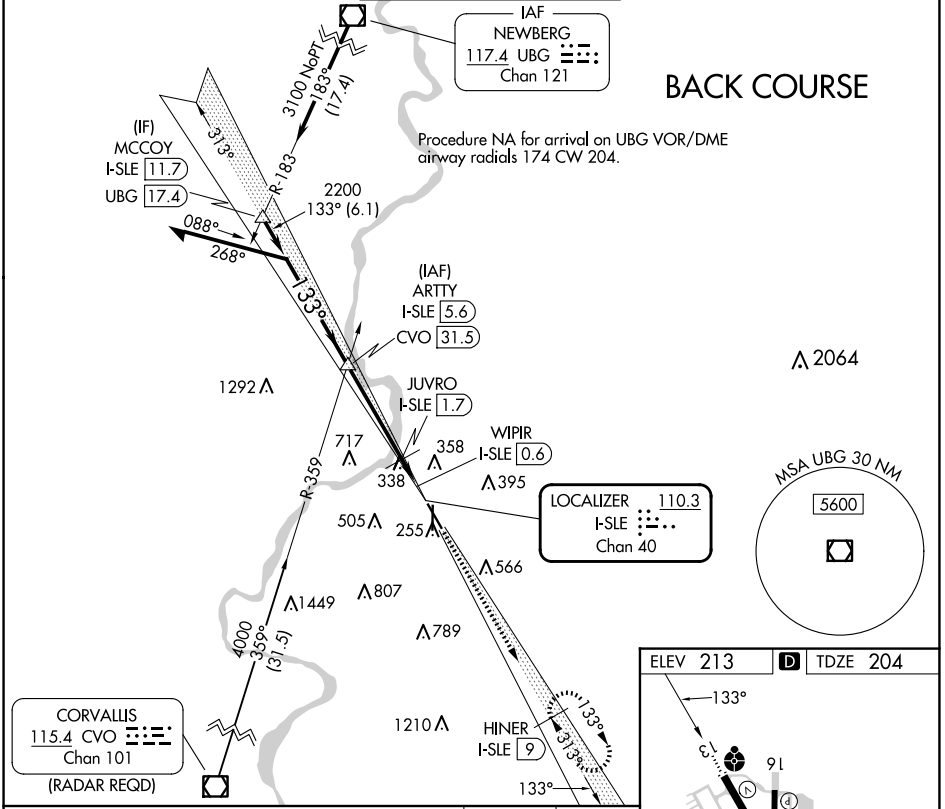 IAF
NEWBERG
117.4 UBG
Chan 121
BACK COURSE
Procedure NA for arrival on UBG VOR/DME
airway radials 174 CW 204.
3100 NoPT
183°
(17.4)
R-183
313°
(IF)
MCCOY
I-SLE 11.7
UBG 17.4
2200
133° (6.1)
088°
268°
133°
(IAF)
ARTTY
I-SLE 5.6
CVO 31.5
2064
1292
JUVRO
I-SLE 1.7
WIPIR
I-SLE 0.6
717
358
338
395
MSA UBG 30 NM
5600
LOCALIZER 110.3
I-SLE
Chan 40
R-359
505
255
566
1449
807
789
4000
359°
(31.5)
ELEV 213
D
TDZE 204
133°
13
16
P
CORVALLIS
115.4 CVO
Chan 101
(RADAR REQD)
1210
HINER
I-SLE 9
133°
313°
133°